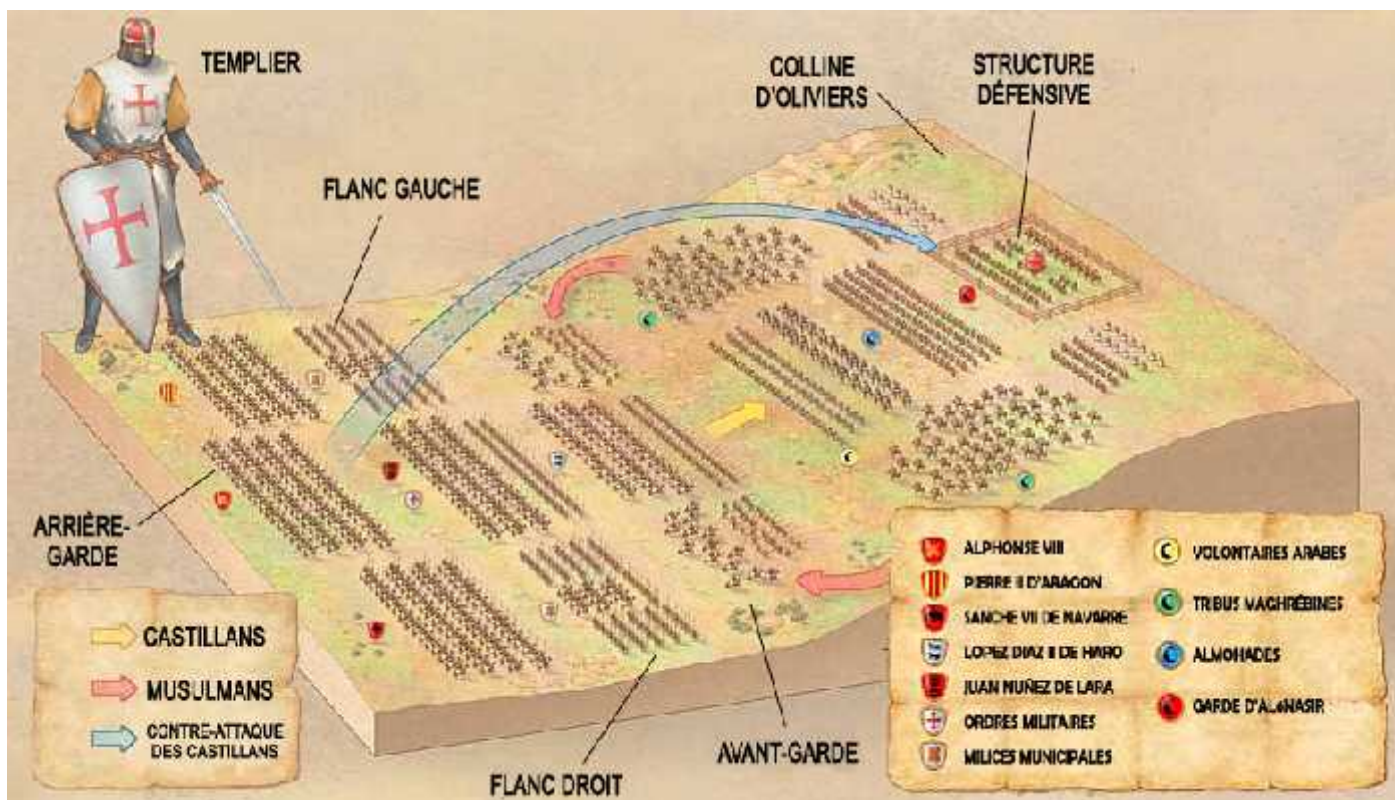 TEMPLIER
COLLINE
D'OLIVIERS
STRUCTURE
DÉFENSIVE
FLANC GAUCHE
ARRIÈRE-
GARDE
CASTILLANS
MUSULMANS
CONTRE-ATTAQUE
DES CASTILLANS
FLANC DROIT
AVANT-GARDE
ALPHONSE VIII
PIERRE II D'ARAGON
SANCHE VII DE NAVARRE
LOPEZ DIAZ II DE HARO
JUAN NUÑEZ DE LARA
ORDRES MILITAIRES
MILICES MUNICIPALES
VOLONTAIRES ARABES
TRIBUS MAGHRÉBINES
ALMOHADES
GARDE D'AL-NASIR